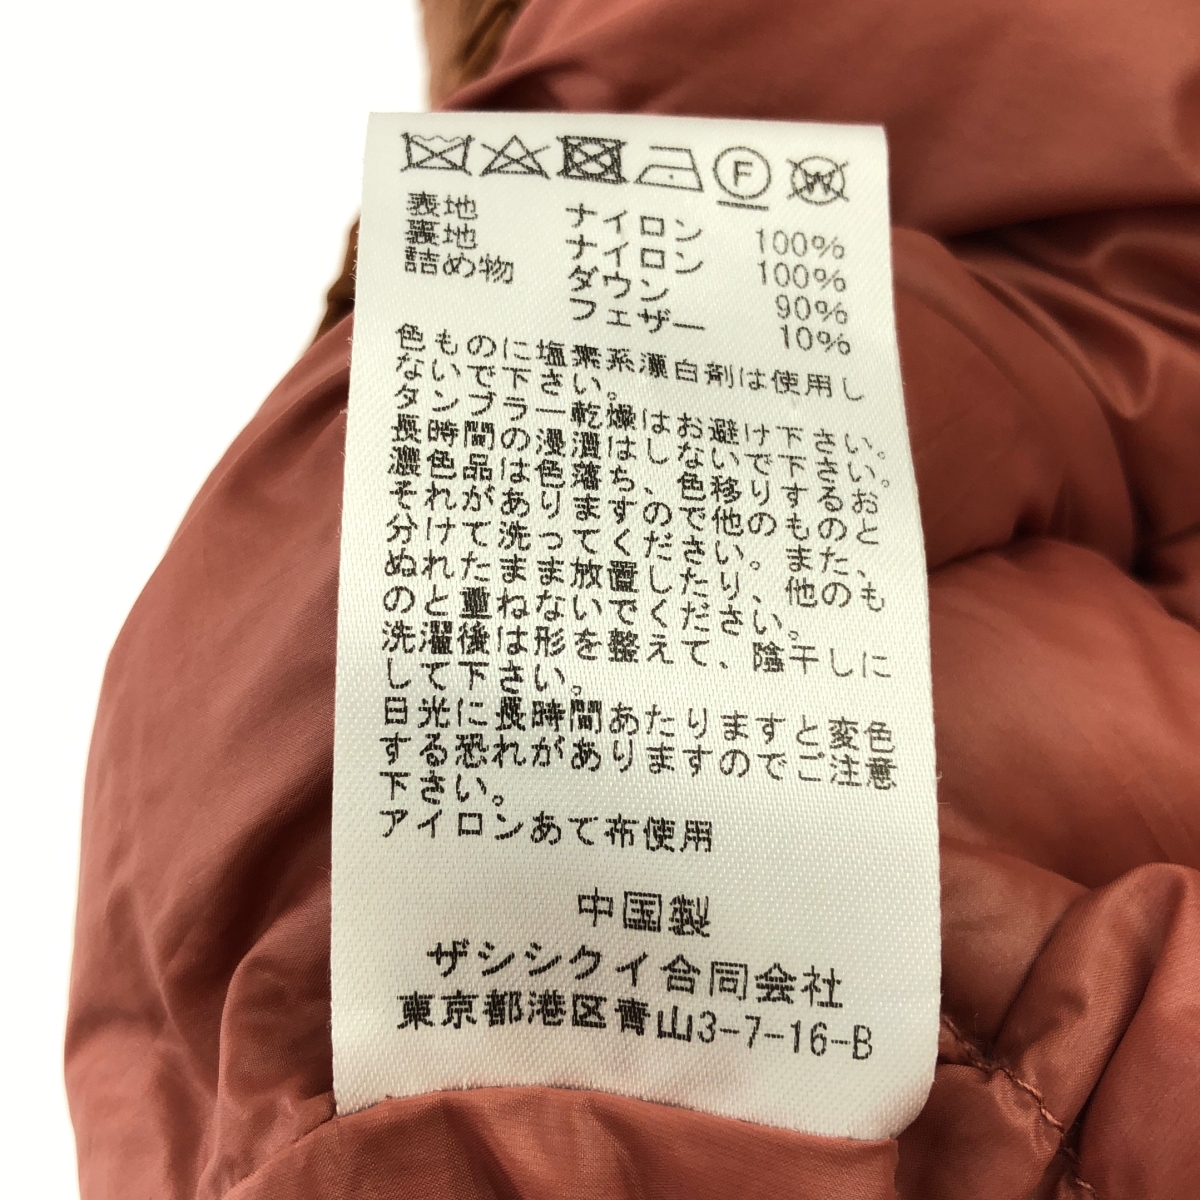 F W
表地 ナイロン 100%
裏地 ナイロン 100%
詰め物 ダウン 90%
フェザー 10%
色ものに塩素系漂白剤は使用し
ないで下さい。
タンブラー乾燥はお避け下さい。
長時間の浸漬はしないで下さい。
濃色品は色落ち、色移りするお
それがありますので他のものと
分けて洗って下さい。また、
ぬれたまま放置したり、他のも
のと重ねないでください。
洗濯後は形を整えて、陰干しに
して下さい。
日光に長時間あたりますと変色
する恐れがありますのでご注意
下さい。
アイロンあて布使用
中国製
ザシシクイ合同会社
東京都港区青山3-7-16-B